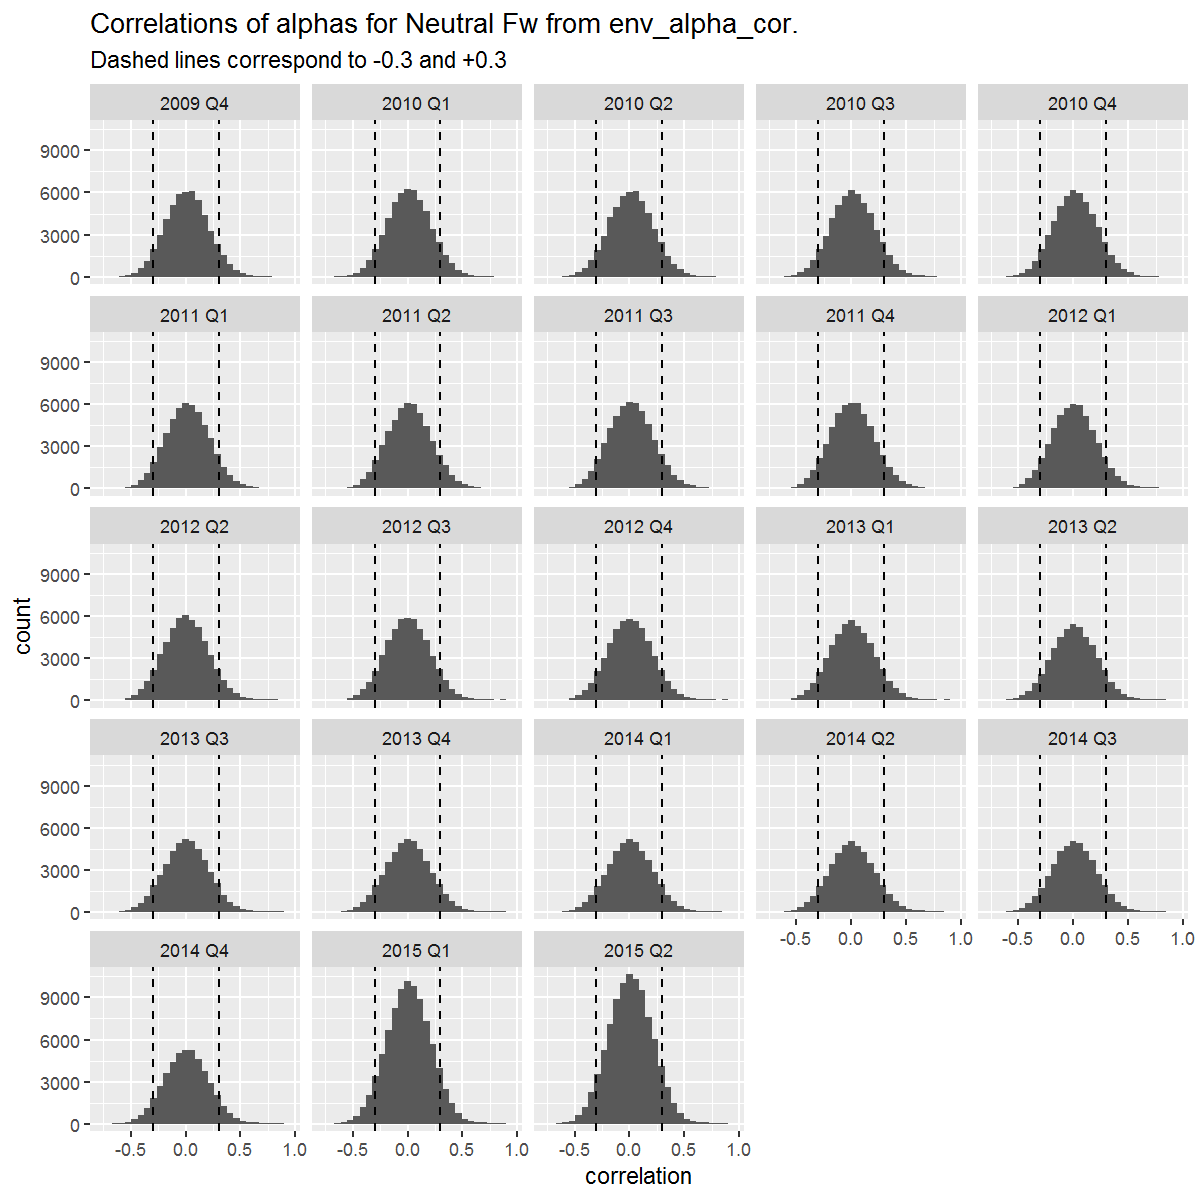 Correlations of alphas for Neutral Fw from env_alpha_cor.
Dashed lines correspond to -0.3 and +0.3
2009 Q4 2010 Q1 2010 Q2 2010 Q3 2010 Q4
9000
6000
3000
0
2011 Q1 2011 Q2 2011 Q3 2011 Q4 2012 Q1
9000
6000
3000
0
2012 Q2 2012 Q3 2012 Q4 2013 Q1 2013 Q2
9000
6000
3000
0
count
2013 Q3 2013 Q4 2014 Q1 2014 Q2 2014 Q3
9000
6000
3000
0
-0.5 0.0 0.5 1.0 -0.5 0.0 0.5 1.0
2014 Q4 2015 Q1 2015 Q2
9000
6000
3000
0
-0.5 0.0 0.5 1.0 -0.5 0.0 0.5 1.0 -0.5 0.0 0.5 1.0
correlation